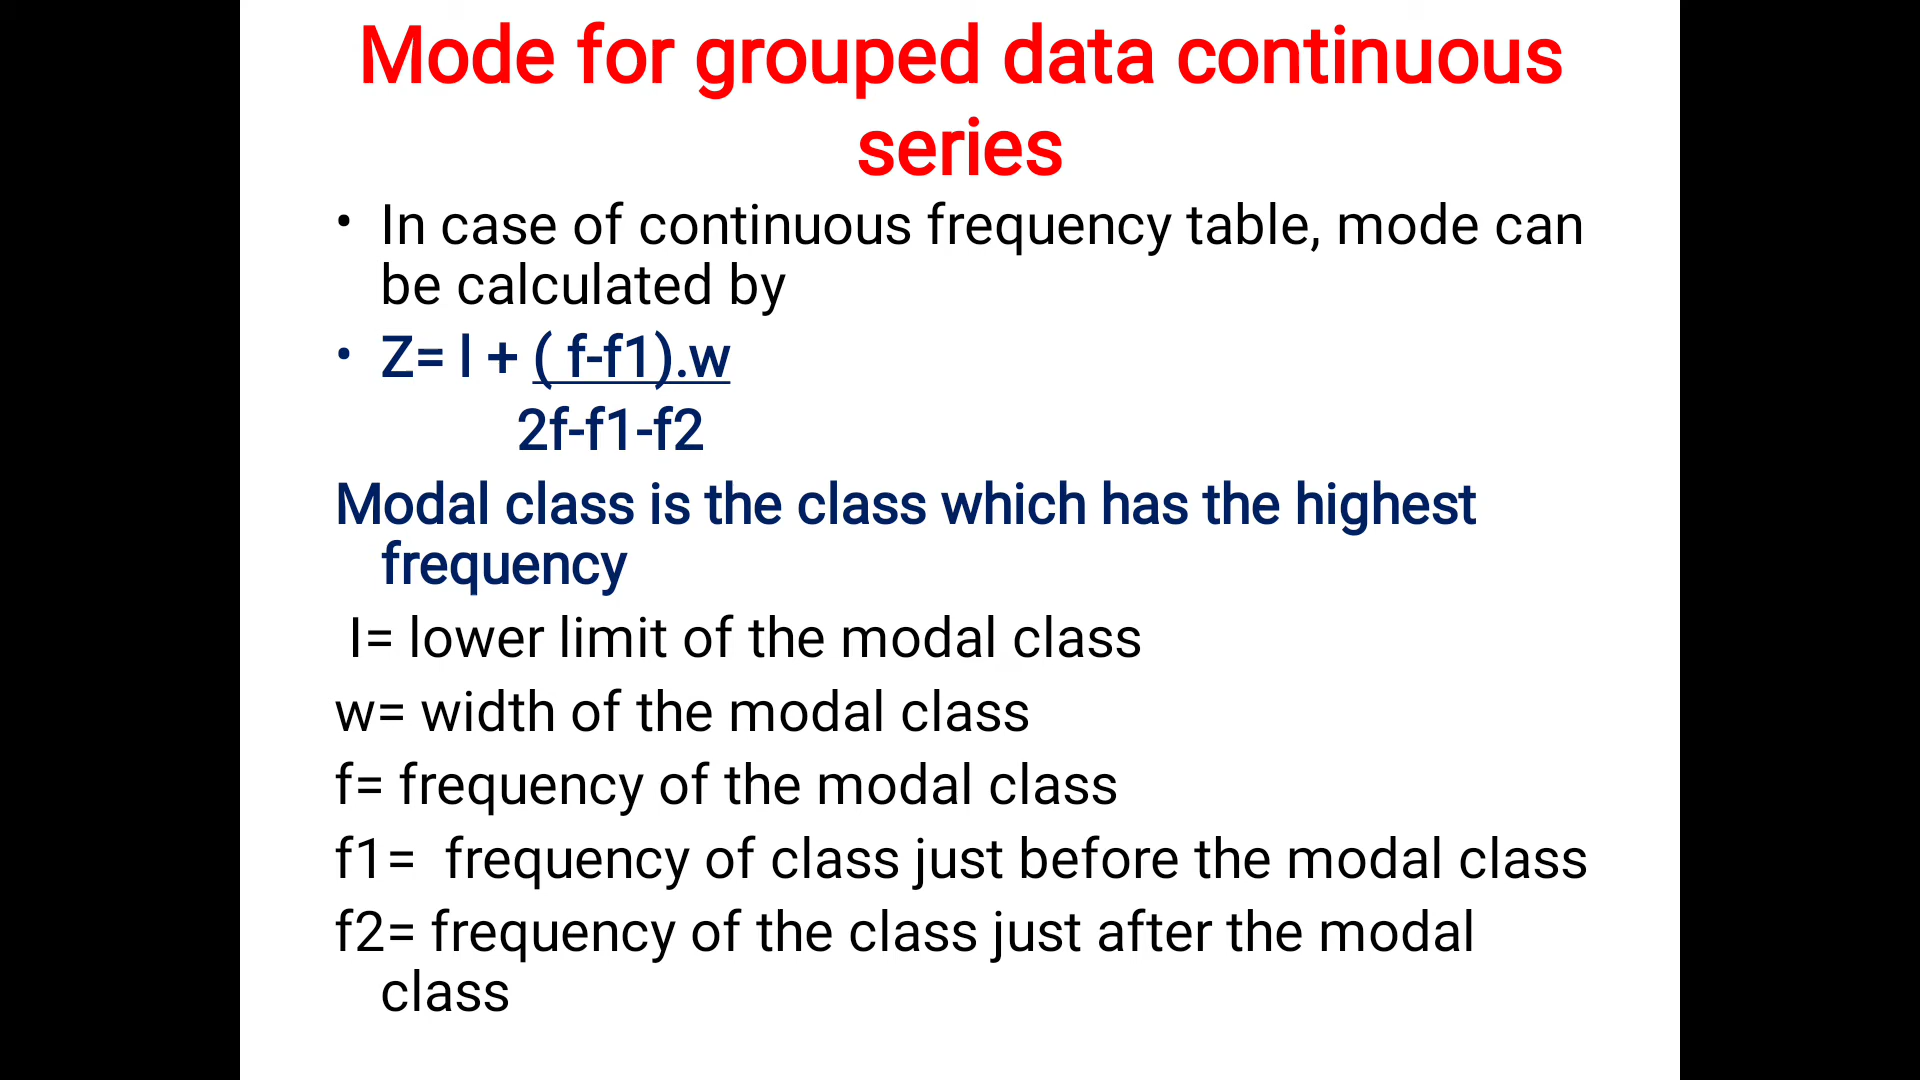 Mode for grouped data continuous
series
• In case of continuous frequency table, mode can
be calculated by
• Z= l + ( f-f1).w
2f-f1-f2
Modal class is the class which has the highest
frequency
l= lower limit of the modal class
w= width of the modal class
f= frequency of the modal class
f1=  frequency of class just before the modal class
f2= frequency of the class just after the modal
class